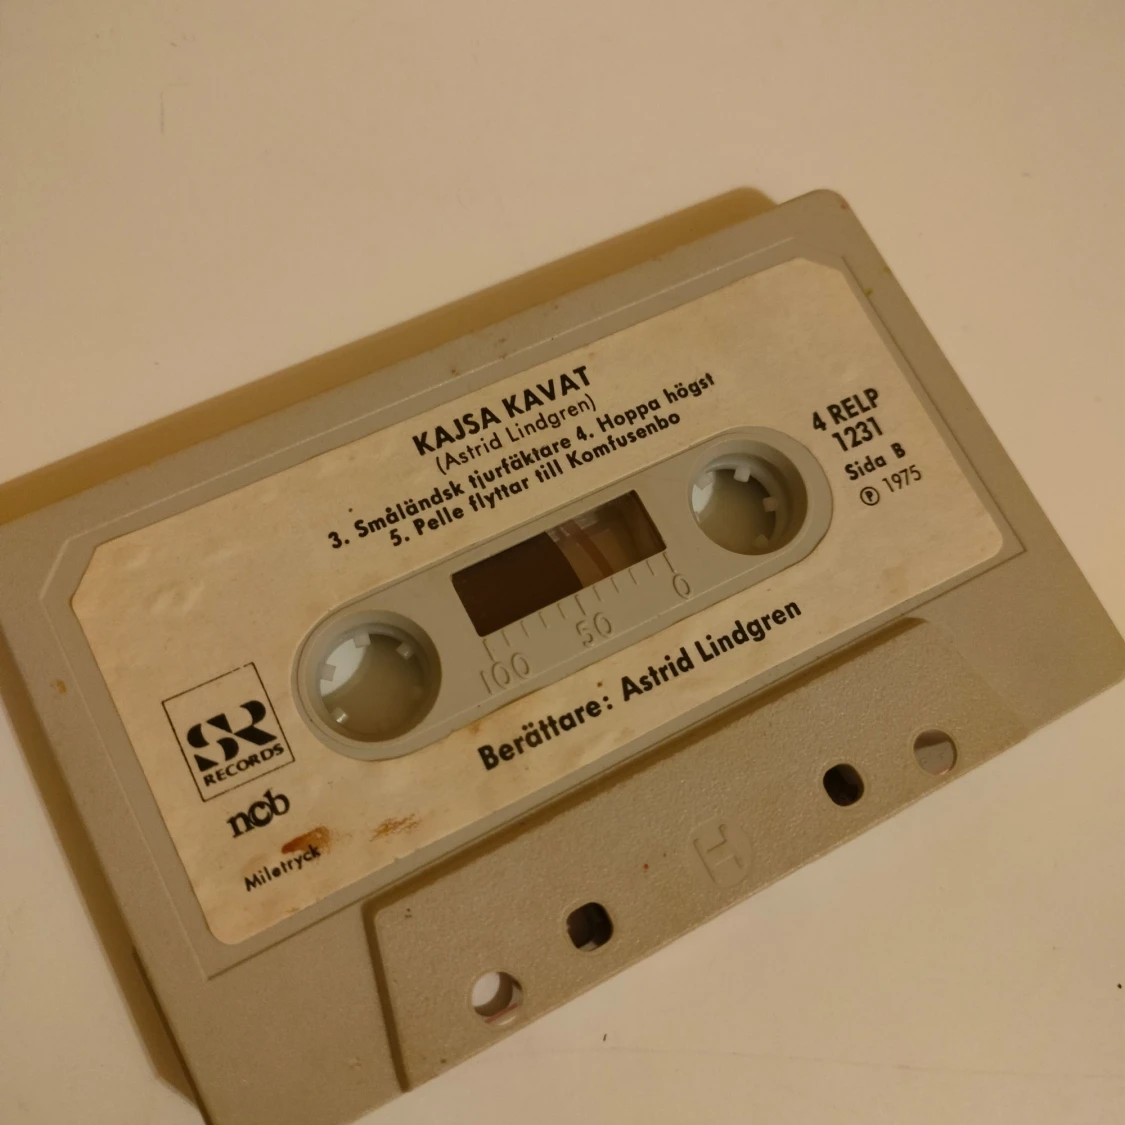 KAJSA KAVAT
(Astrid Lindgren)
3. Småländsk tjurfäktare 4. Hoppa högst
5. Pelle flyttar till Komfusenbo
4 RELP
1231
Sida B
Ⓟ 1975
100 50 0
SR
RECORDS
ncb
Miletryck
Berättare: Astrid Lindgren
H